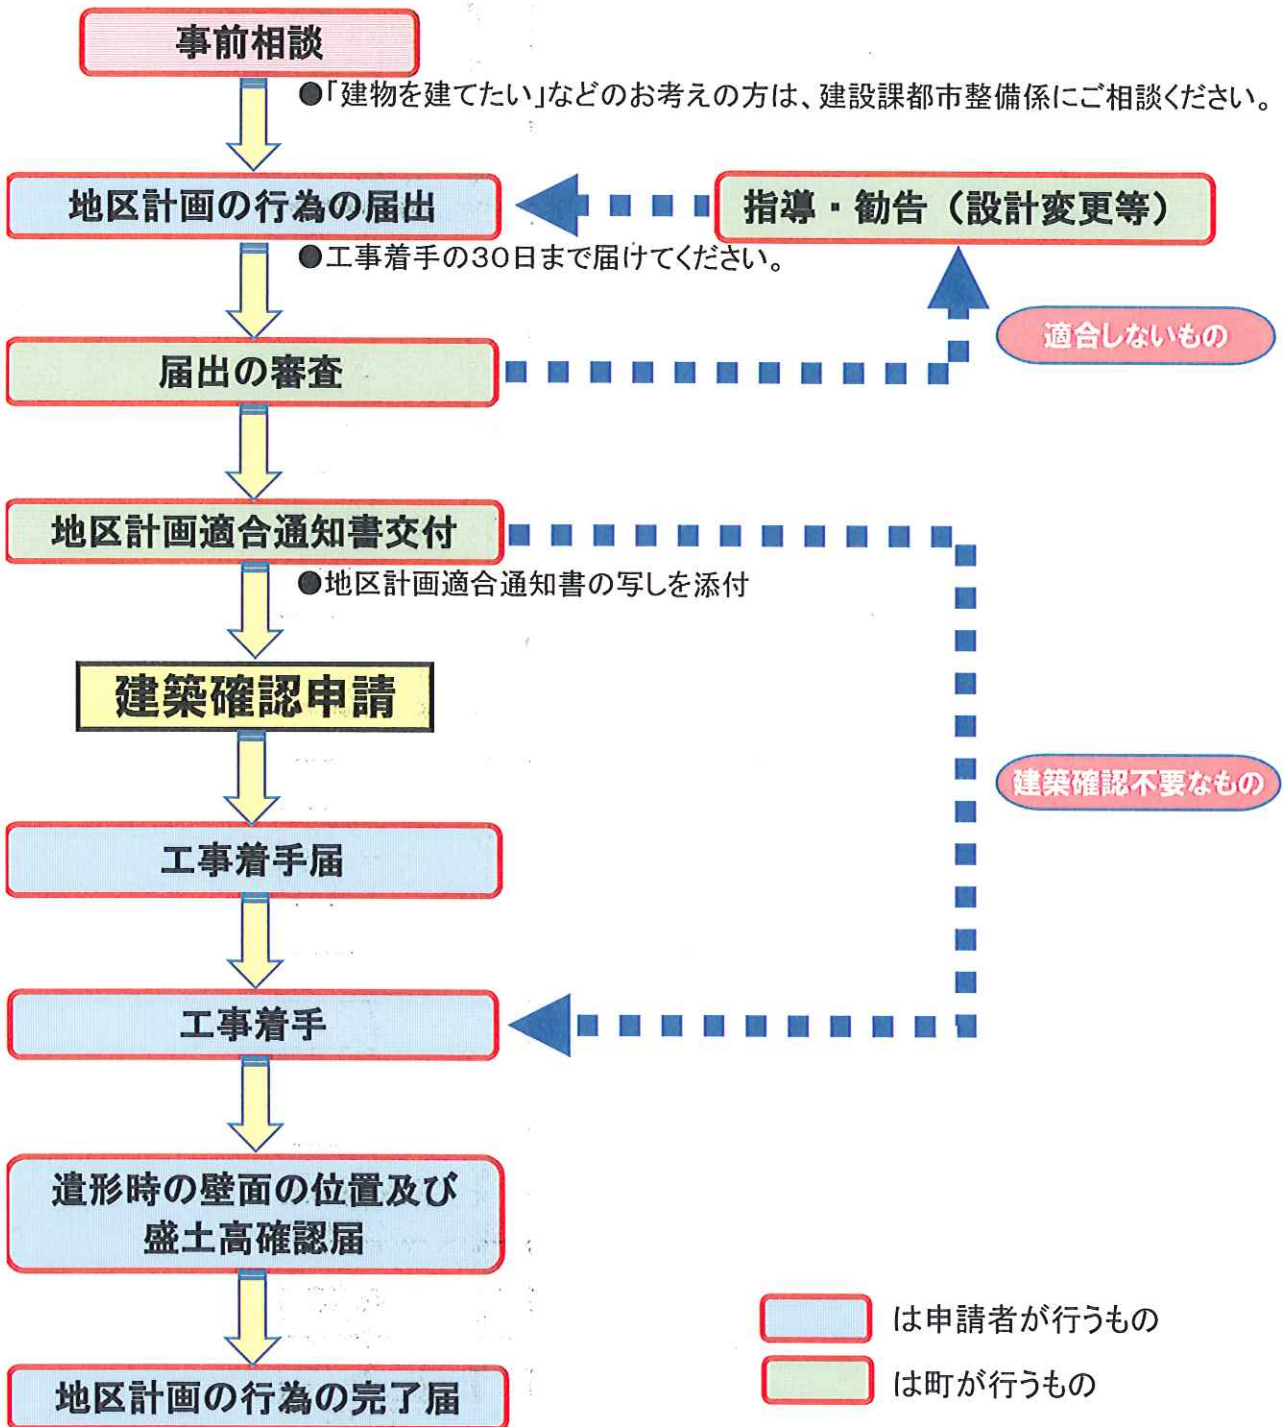 事前相談
●「建物を建てたい」などのお考えの方は、建設課都市整備係にご相談ください。
地区計画の行為の届出
指導・勧告（設計変更等）
●工事着手の30日まで届けてください。
適合しないもの
届出の審査
地区計画適合通知書交付
●地区計画適合通知書の写しを添付
建築確認申請
建築確認不要なもの
工事着手届
工事着手
遣形時の壁面の位置及び
盛土高確認届
は申請者が行うもの
は町が行うもの
地区計画の行為の完了届